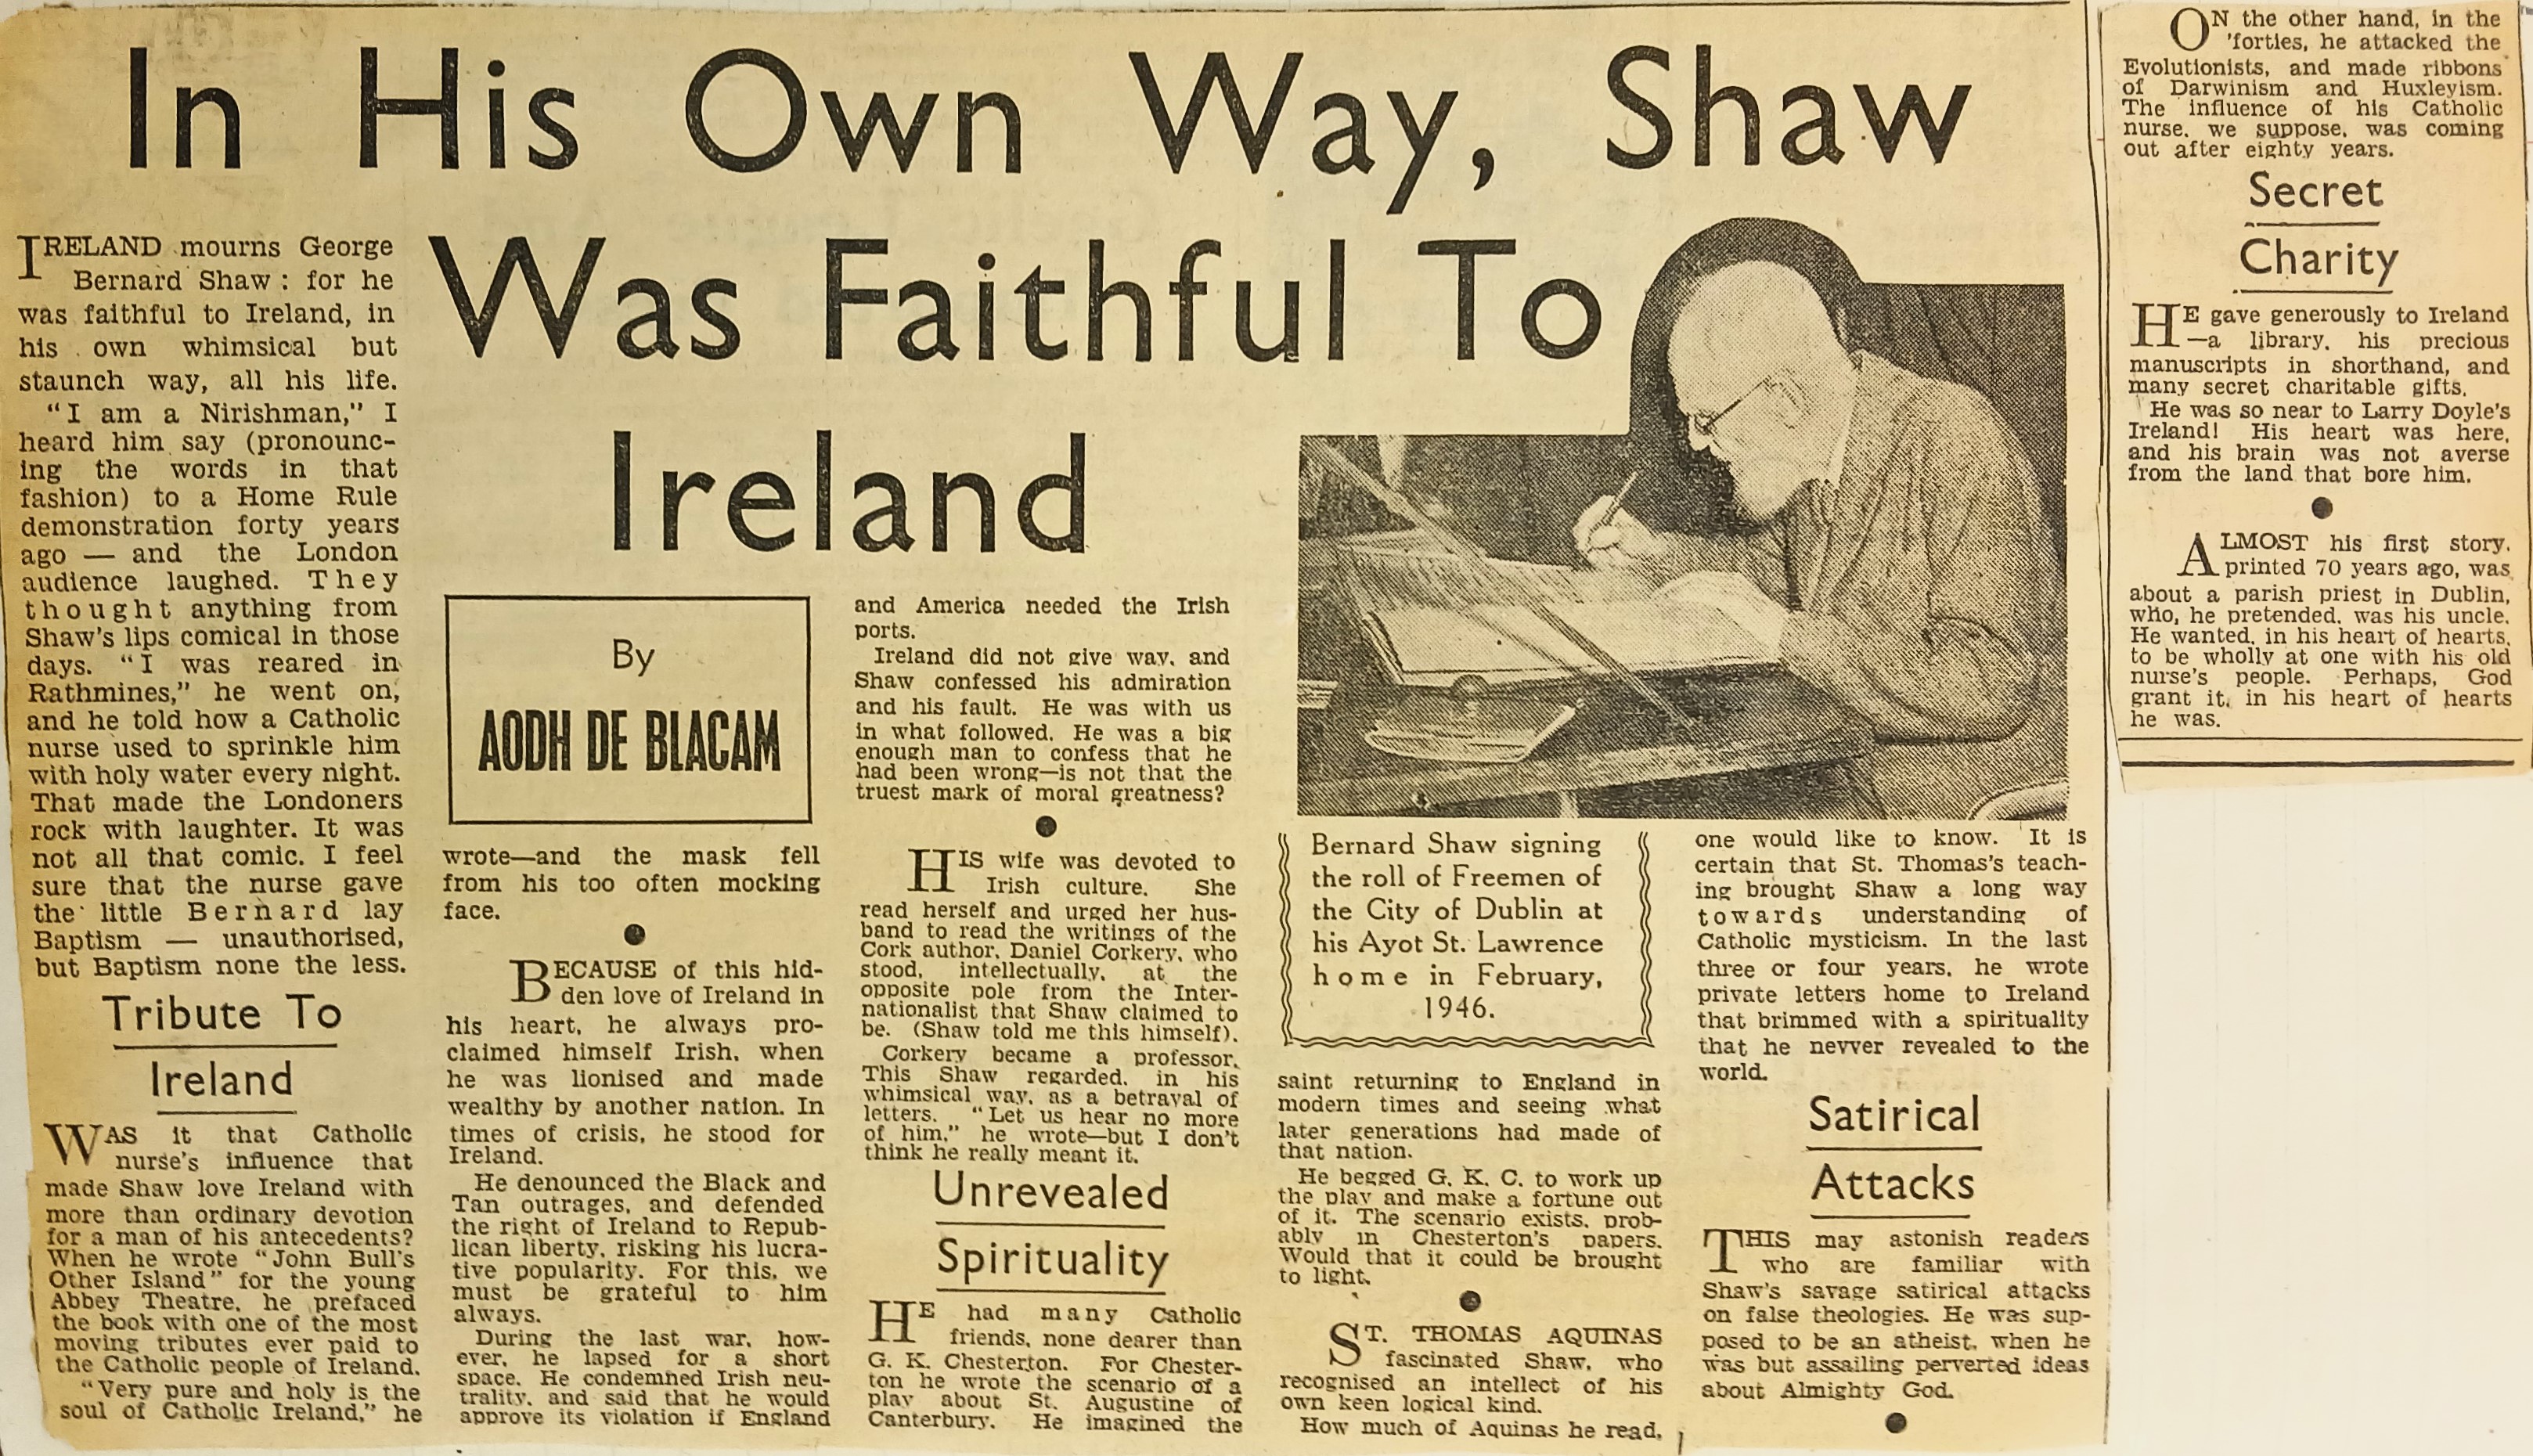 In His Own Way, Shaw
Was Faithful To
Ireland
IRELAND mourns George
Bernard Shaw : for he
was faithful to Ireland, in
his own whimsical but
staunch way, all his life.
"I am a Nirishman," I
heard him say (pronounc-
ing the words in that
fashion) to a Home Rule
demonstration forty years
ago — and the London
audience laughed. They
thought anything from
Shaw's lips comical in those
days. "I was reared in
Rathmines," he went on,
and he told how a Catholic
nurse used to sprinkle him
with holy water every night.
That made the Londoners
rock with laughter. It was
not all that comic. I feel
sure that the nurse gave
the little Bernard lay
Baptism — unauthorised,
but Baptism none the less.
Tribute To
Ireland
WAS it that Catholic
nurse's influence that
made Shaw love Ireland with
more than ordinary devotion
for a man of his antecedents?
When he wrote "John Bull's
Other Island" for the young
Abbey Theatre, he prefaced
the book with one of the most
moving tributes ever paid to
the Catholic people of Ireland.
"Very pure and holy is the
soul of Catholic Ireland," he
By
AODH DE BLACAM
wrote—and the mask fell
from his too often mocking
face.
BECAUSE of this hid-
den love of Ireland in
his heart, he always pro-
claimed himself Irish, when
he was lionised and made
wealthy by another nation. In
times of crisis, he stood for
Ireland.
He denounced the Black and
Tan outrages, and defended
the right of Ireland to Repub-
lican liberty, risking his lucra-
tive popularity. For this, we
must be grateful to him
always.
During the last war, how-
ever, he lapsed for a short
space. He condemned Irish neu-
trality, and said that he would
approve its violation if England
and America needed the Irish
ports.
Ireland did not give way, and
Shaw confessed his admiration
and his fault. He was with us
in what followed. He was a big
enough man to confess that he
had been wrong—is not that the
truest mark of moral greatness?
HIS wife was devoted to
Irish culture. She
read herself and urged her hus-
band to read the writings of the
Cork author, Daniel Corkery, who
stood, intellectually, at the
opposite pole from the Inter-
nationalist that Shaw claimed to
be. (Shaw told me this himself).
Corkery became a professor.
This Shaw regarded, in his
whimsical way, as a betrayal of
letters. "Let us hear no more
of him," he wrote—but I don't
think he really meant it.
Unrevealed
Spirituality
HE had many Catholic
friends, none dearer than
G. K. Chesterton. For Chester-
ton he wrote the scenario of a
play about St. Augustine of
Canterbury. He imagined the
Bernard Shaw signing
the roll of Freemen of
the City of Dublin at
his Ayot St. Lawrence
home in February,
1946.
saint returning to England in
modern times and seeing what
later generations had made of
that nation.
He begged G. K. C. to work up
the play and make a fortune out
of it. The scenario exists, prob-
ably in Chesterton's papers.
Would that it could be brought
to light.
ST. THOMAS AQUINAS
fascinated Shaw, who
recognised an intellect of his
own keen logical kind.
How much of Aquinas he read,
one would like to know. It is
certain that St. Thomas's teach-
ing brought Shaw a long way
towards understanding of
Catholic mysticism. In the last
three or four years, he wrote
private letters home to Ireland
that brimmed with a spirituality
that he nevver revealed to the
world.
Satirical
Attacks
THIS may astonish readers
who are familiar with
Shaw's savage satirical attacks
on false theologies. He was sup-
posed to be an atheist, when he
was but assailing perverted ideas
about Almighty God.
ON the other hand, in the
'forties, he attacked the
Evolutionists, and made ribbons
of Darwinism and Huxleyism.
The influence of his Catholic
nurse, we suppose, was coming
out after eighty years.
Secret
Charity
HE gave generously to Ireland
—a library, his precious
manuscripts in shorthand, and
many secret charitable gifts.
He was so near to Larry Doyle's
Ireland! His heart was here,
and his brain was not averse
from the land that bore him.
ALMOST his first story,
printed 70 years ago, was
about a parish priest in Dublin,
who, he pretended, was his uncle.
He wanted, in his heart of hearts,
to be wholly at one with his old
nurse's people. Perhaps, God
grant it, in his heart of hearts
he was.